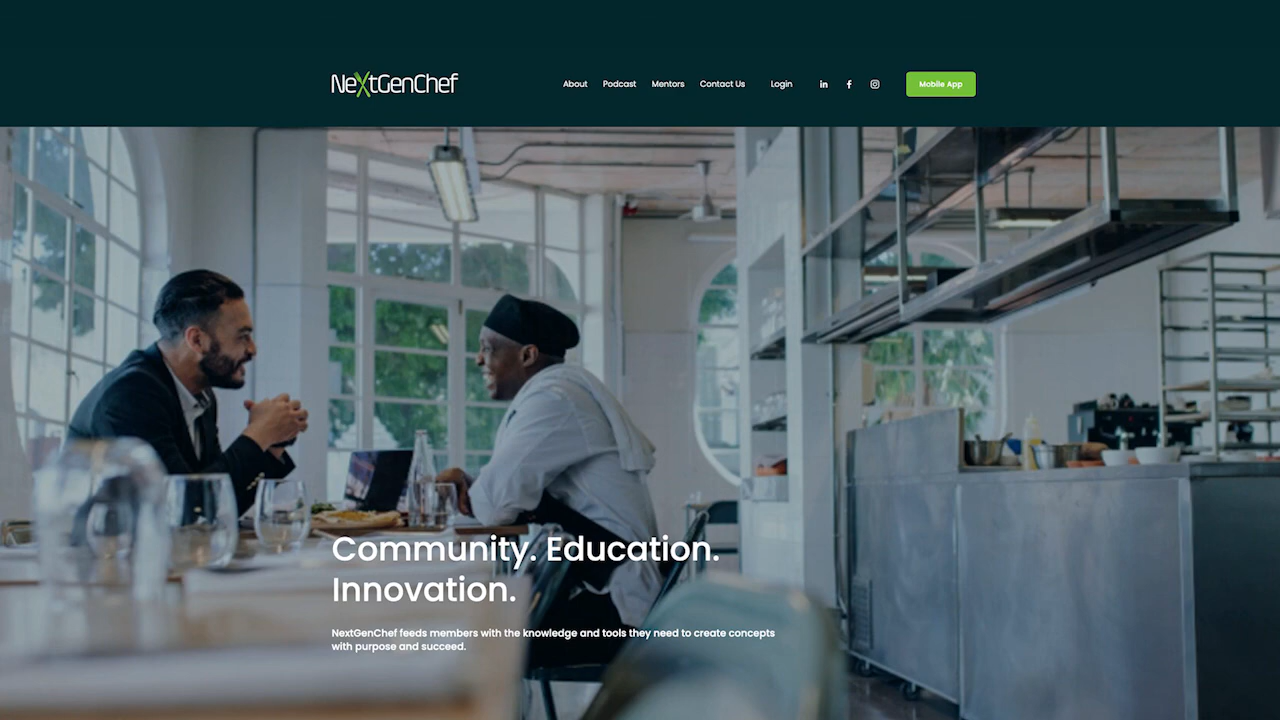 NeXtGenChef
About Podcast Mentors Contact Us Login Mobile App
Community. Education.
Innovation.
NextGenChef feeds members with the knowledge and tools they need to create concepts
with purpose and succeed.